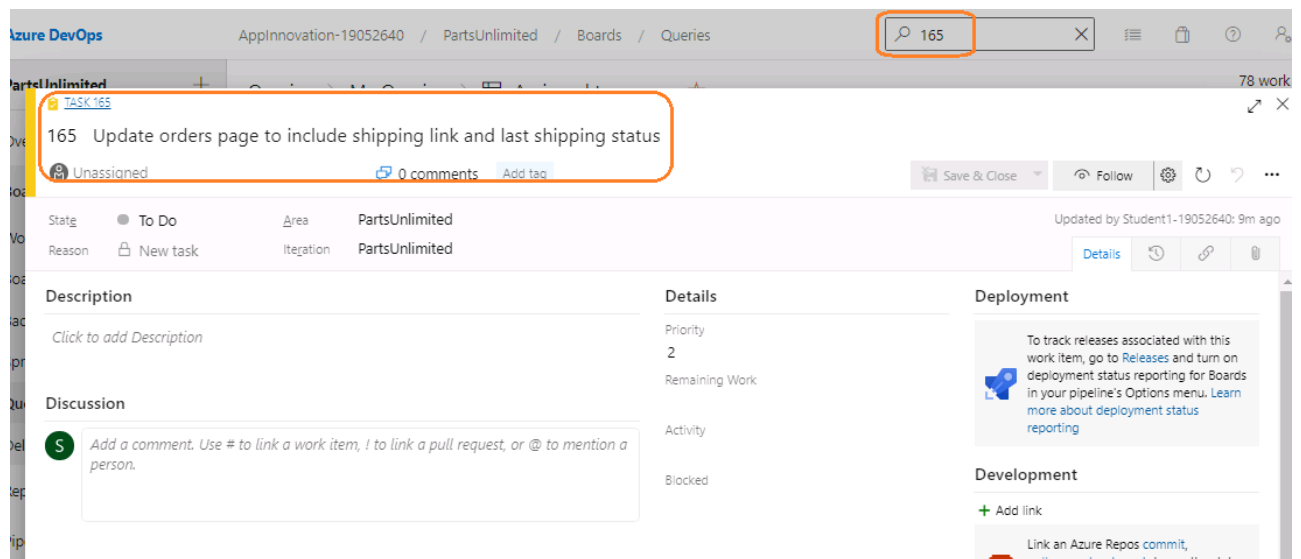 Azure DevOps AppInnovation-19052640 / PartsUnlimited / Boards / Queries 165
PartsUnlimited 78 work
TASK 165
165 Update orders page to include shipping link and last shipping status
Unassigned 0 comments Add tag Save & Close Follow
State To Do Area PartsUnlimited Updated by Student1-19052640: 9m ago
Reason New task Iteration PartsUnlimited
Details
Description
Click to add Description
Discussion
S
Add a comment. Use # to link a work item, ! to link a pull request, or @ to mention a
person.
Details
Priority
2
Remaining Work
Activity
Blocked
Deployment
To track releases associated with this
work item, go to Releases and turn on
deployment status reporting for Boards
in your pipeline's Options menu. Learn
more about deployment status
reporting
Development
+ Add link
Link an Azure Repos commit,